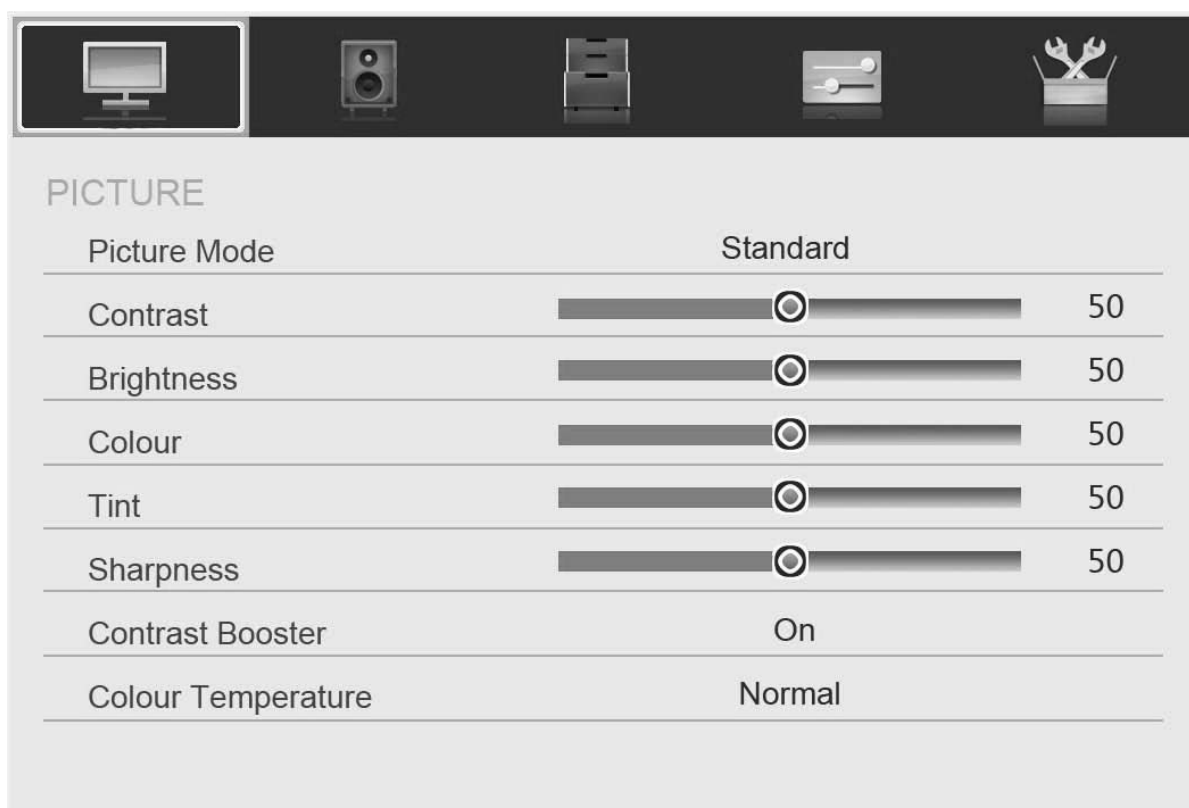 PICTURE
Picture Mode Standard
Contrast 50
Brightness 50
Colour 50
Tint 50
Sharpness 50
Contrast Booster On
Colour Temperature Normal